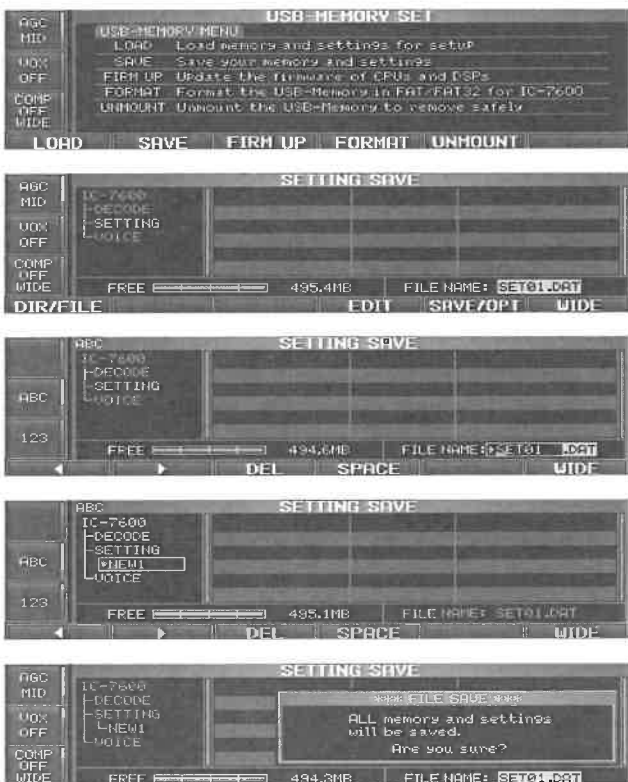 USB-MEMORY SET
AGC
MID
VOX
OFF
COMP
OFF
WIDE
USB-MEMORY MENU
LOAD Load memory and settings for setup
SAVE Save your memory and settings
FIRM UP Update the firmware of CPUs and DSPs
FORMAT Format the USB-Memory in FAT/FAT32 for IC-7600
UNMOUNT Unmount the USB-Memory to remove safely
LOAD SAVE FIRM UP FORMAT UNMOUNT
SETTING SAVE
AGC
MID
VOX
OFF
COMP
OFF
WIDE
IC-7600
DECODE
SETTING
VOICE
FREE 495.4MB FILE NAME: SET01.DAT
DIR/FILE EDIT SAVE/OPT WIDE
ABC SETTING SAVE
ABC
123
IC-7600
DECODE
SETTING
VOICE
FREE 494.6MB FILE NAME: SET01 .DAT
DEL SPACE WIDE
ABC SETTING SAVE
ABC
123
IC-7600
DECODE
SETTING
NEW1
VOICE
FREE 495.1MB FILE NAME: SET01.DAT
DEL SPACE WIDE
SETTING SAVE
AGC
MID
VOX
OFF
COMP
OFF
WIDE
IC-7600
DECODE
SETTING
NEW1
VOICE
**** FILE SAVE ****
ALL memory and settings
will be saved.
Are you sure?
FREE 494.3MB FILE NAME: SET01.DAT